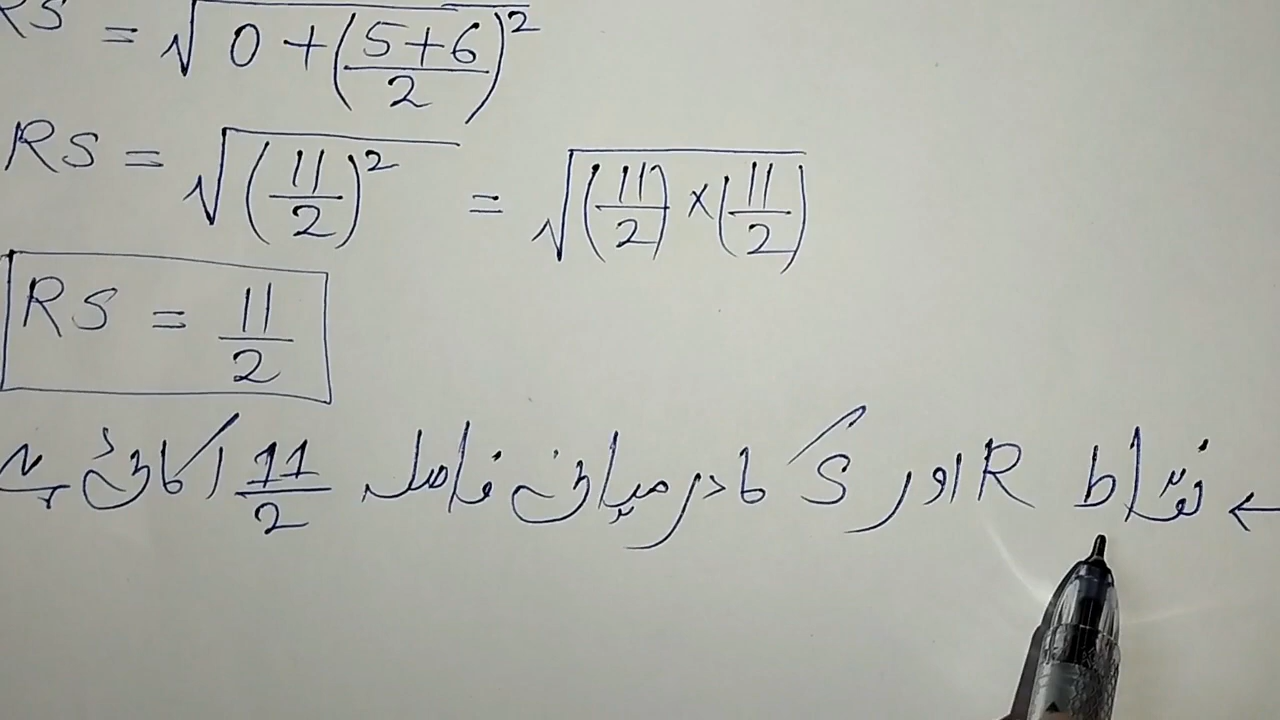 RS = √(0 + ((5+6)/2)²)
RS = √((11/2)²) = √((11/2) × (11/2))
RS = 11/2
← نقاط R اور S کا درمیانی فاصلہ 11/2 اکائی ہے